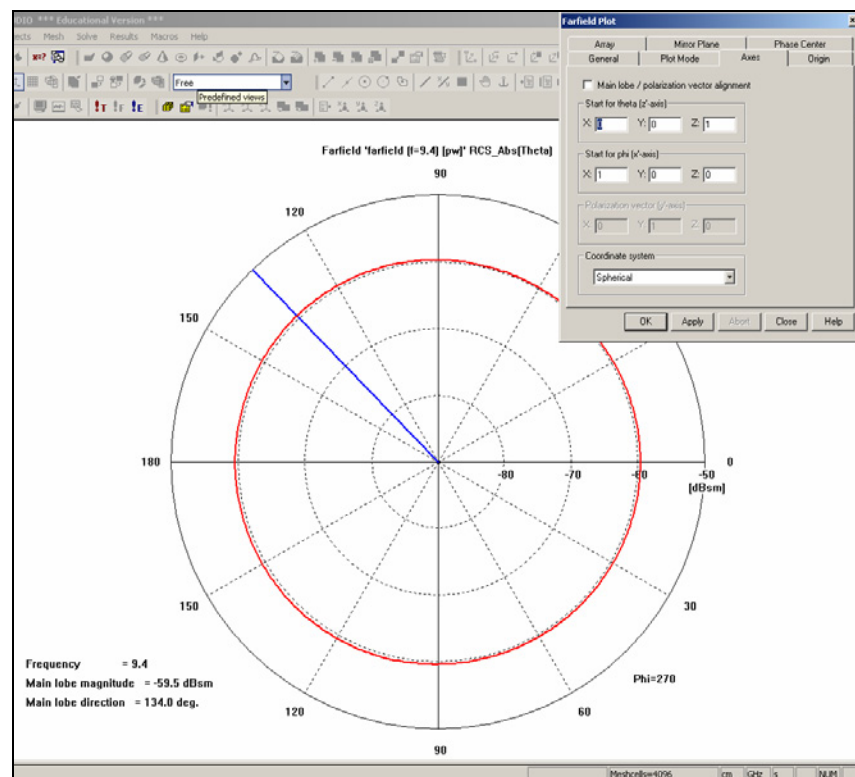 DIO *** Educational Version ***
ects Mesh Solve Results Macros Help
Free
Predefined views
Farfield 'farfield (f=9.4) [pw]' RCS_Abs[Theta]
90
120
150
180
0
-80 -70 -60 -50
[dBsm]
150
30
120
60
90
Phi=270
Frequency = 9.4
Main lobe magnitude = -59.5 dBsm
Main lobe direction = 134.0 deg.
Farfield Plot
Array Mirror Plane Phase Center
General Plot Mode Axes Origin
Main lobe / polarization vector alignment
Start for theta (z'-axis)
X: 0 Y: 0 Z: 1
Start for phi (x'-axis)
X: 1 Y: 0 Z: 0
Polarization vector (y'-axis)
X: 0 Y: 1 Z: 0
Coordinate system
Spherical
OK Apply Abort Close Help
Meshcells=4096 cm GHz s NUM